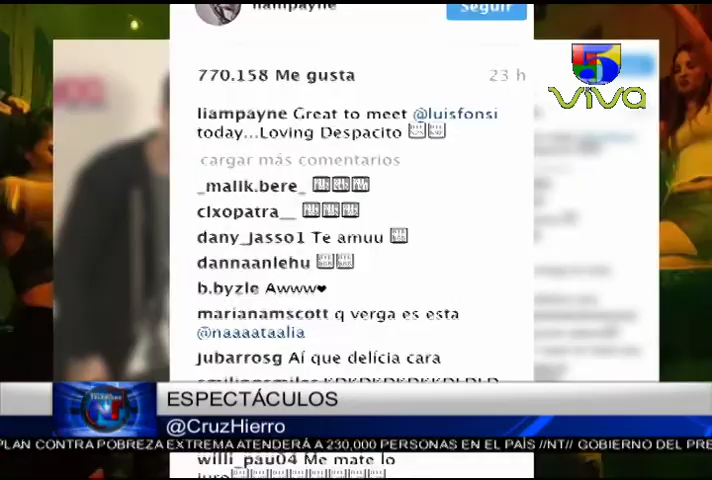 liampayne
Seguir
770.158 Me gusta
23 h
liampayne Great to meet @luisfonsi
today...Loving Despacito
cargar más comentarios
_malik.bere_
clxopatra__
dany_jasso1 Te amuu
dannaanlehu
b.byzle Awww❤
marianamscott q verga es esta
@naaaataalia
jubarrosg Aí que delícia cara
5
VIVA
NT
ESPECTÁCULOS
@CruzHierro
PLAN CONTRA POBREZA EXTREMA ATENDERÁ A 230,000 PERSONAS EN EL PAÍS //NT// GOBIERNO DEL PRE
willi_pau04 Me mate lo
juro